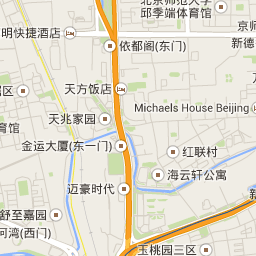 北京师范大学
邱季端体育馆
明快捷酒店
京师
依都阁(东门)
新德
天方饭店
区
Michaels House Beijing
天兆家园
育馆
金运大厦(东一门)
红联村
海云轩公寓
迈豪时代
新
舒至嘉园
河湾(西门)
玉桃园三区